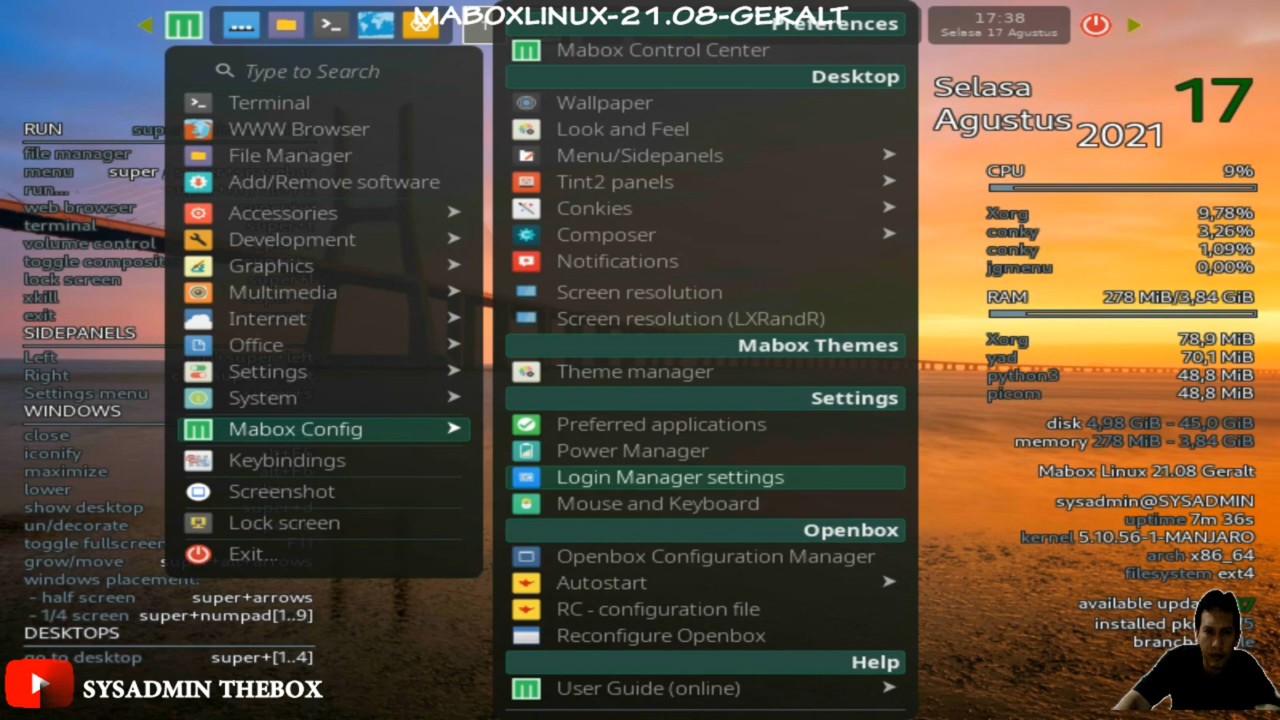 MABOXLINUX-21.08-GERALT
17:38
Selasa 17 Agustus
Type to Search
Terminal
WWW Browser
File Manager
Add/Remove software
Accessories
Development
Graphics
Multimedia
Internet
Office
Settings
System
Mabox Config
Keybindings
Screenshot
Lock screen
Exit...
Preferences
Mabox Control Center
Desktop
Wallpaper
Look and Feel
Menu/Sidepanels
Tint2 panels
Conkies
Composer
Notifications
Screen resolution
Screen resolution (LXRandR)
Mabox Themes
Theme manager
Settings
Preferred applications
Power Manager
Login Manager settings
Mouse and Keyboard
Openbox
Openbox Configuration Manager
Autostart
RC - configuration file
Reconfigure Openbox
Help
User Guide (online)
RUN
file manager
menu super
run...
web browser
terminal
volume control
toggle
lock screen
xkill
exit
SIDEPANELS
Left
Right
Settings menu
WINDOWS
close
iconify
maximize
lower
show desktop
un/decorate
toggle fullscreen
grow/move
windows placement:
- half screen super+arrows
- 1/4 screen super+numpad[1..9]
DESKTOPS
go to desktop super+[1..4]
SYSADMIN THEBOX
Selasa 17
Agustus 2021
CPU 9%
Xorg 9,78%
conky 3,26%
conky 1,09%
jgmenu 0,00%
RAM 278 MiB/3,84 GiB
Xorg 78,9 MiB
yad 70,1 MiB
python3 48,8 MiB
picom 48,8 MiB
disk 4,98 GiB - 45,0 GiB
memory 278 MiB - 3,84 GiB
Mabox Linux 21.08 Geralt
sysadmin@SYSADMIN
uptime 7m 36s
kernel 5.10.56-1-MANJARO
arch x86_64
filesystem ext4
available
installed